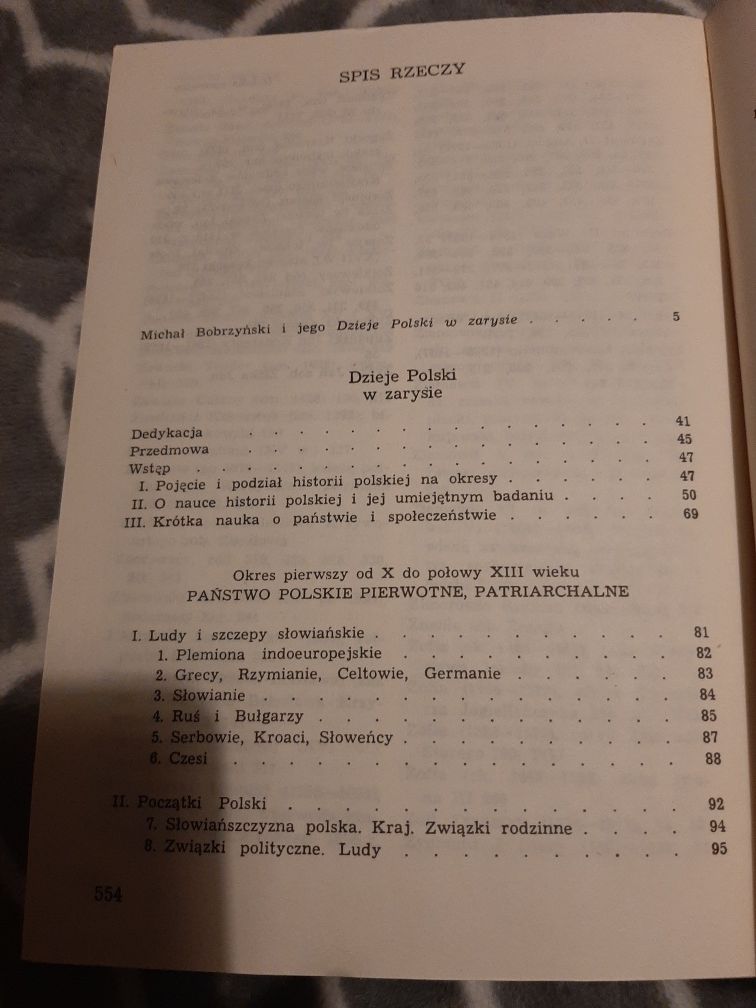 SPIS RZECZY
Michał Bobrzyński i jego Dzieje Polski w zarysie . . . . . 5
Dzieje Polski
w zarysie
Dedykacja . . . . . . . . . . . . . . . . 41
Przedmowa . . . . . . . . . . . . . . . . 45
Wstęp . . . . . . . . . . . . . . . . . . 47
I. Pojęcie i podział historii polskiej na okresy . . . . . . 47
II. O nauce historii polskiej i jej umiejętnym badaniu . . . . 50
III. Krótka nauka o państwie i społeczeństwie . . . . . . 69
Okres pierwszy od X do połowy XIII wieku
PAŃSTWO POLSKIE PIERWOTNE, PATRIARCHALNE
I. Ludy i szczepy słowiańskie . . . . . . . . . . . 81
1. Plemiona indoeuropejskie . . . . . . . . . . 82
2. Grecy, Rzymianie, Celtowie, Germanie . . . . . . 83
3. Słowianie . . . . . . . . . . . . . . . 84
4. Ruś i Bułgarzy . . . . . . . . . . . . . 85
5. Serbowie, Kroaci, Słoweńcy . . . . . . . . . . 87
6. Czesi . . . . . . . . . . . . . . . . 88
II. Początki Polski . . . . . . . . . . . . . . 92
7. Słowiańszczyzna polska. Kraj. Związki rodzinne . . . . 94
8. Związki polityczne. Ludy . . . . . . . . . . 95
554